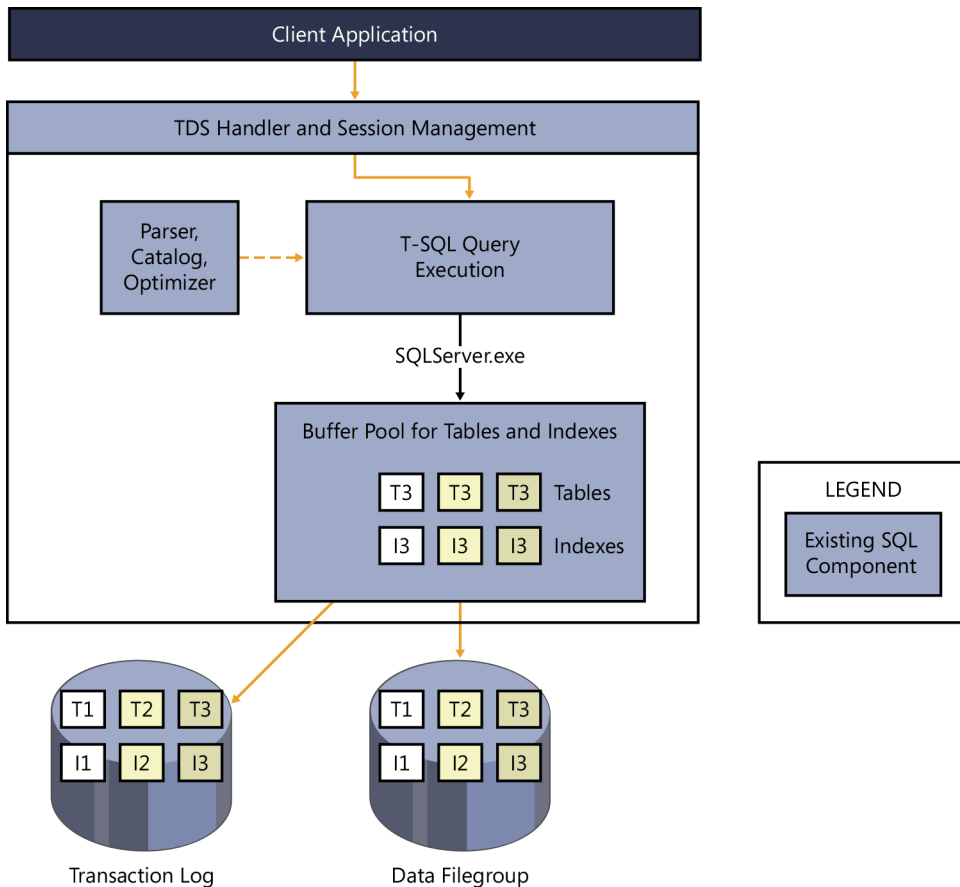 Client Application
TDS Handler and Session Management
Parser,
Catalog,
Optimizer
T-SQL Query
Execution
SQLServer.exe
Buffer Pool for Tables and Indexes
T3 T3 T3 Tables
I3 I3 I3 Indexes
LEGEND
Existing SQL
Component
T1 T2 T3
I1 I2 I3
Transaction Log
T1 T2 T3
I1 I2 I3
Data Filegroup